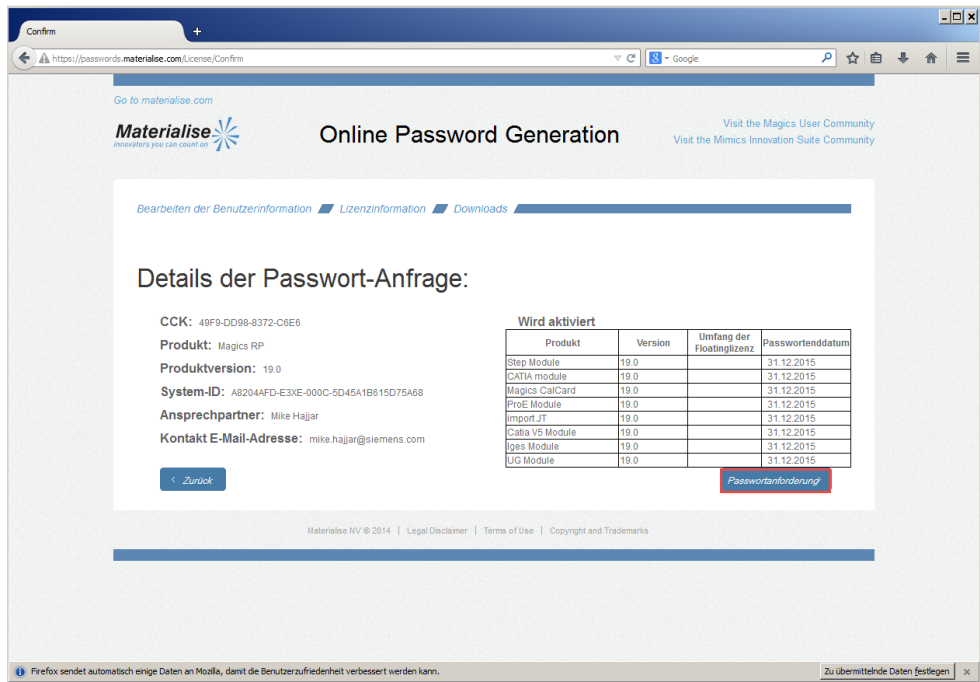 Confirm
https://passwords.materialise.com/License/Confirm
Google
Go to materialise.com
Materialise
innovators you can count on
Online Password Generation
Visit the Magics User Community
Visit the Mimics Innovation Suite Community
Bearbeiten der Benutzerinformation Lizenzinformation Downloads
Details der Passwort-Anfrage:
CCK: 49F9-DD98-8372-C6E6
Produkt: Magics RP
Produktversion: 19.0
System-ID: A8204AFD-E3XE-000C-5D45A1B615D75A68
Ansprechpartner: Mike Hajjar
Kontakt E-Mail-Adresse: mike.hajjar@siemens.com
< Zurück
Wird aktiviert
Produkt Version Umfang der Floatinglizenz Passwortenddatum
Step Module 19.0 31.12.2015
CATIA module 19.0 31.12.2015
Magics CalCard 19.0 31.12.2015
ProE Module 19.0 31.12.2015
import JT 19.0 31.12.2015
Catia V5 Module 19.0 31.12.2015
Iges Module 19.0 31.12.2015
UG Module 19.0 31.12.2015
Passwortanforderung
Materialise NV ® 2014 | Legal Disclaimer | Terms of Use | Copyright and Trademarks
Firefox sendet automatisch einige Daten an Mozilla, damit die Benutzerzufriedenheit verbessert werden kann.
Zu übermittelnde Daten festlegen